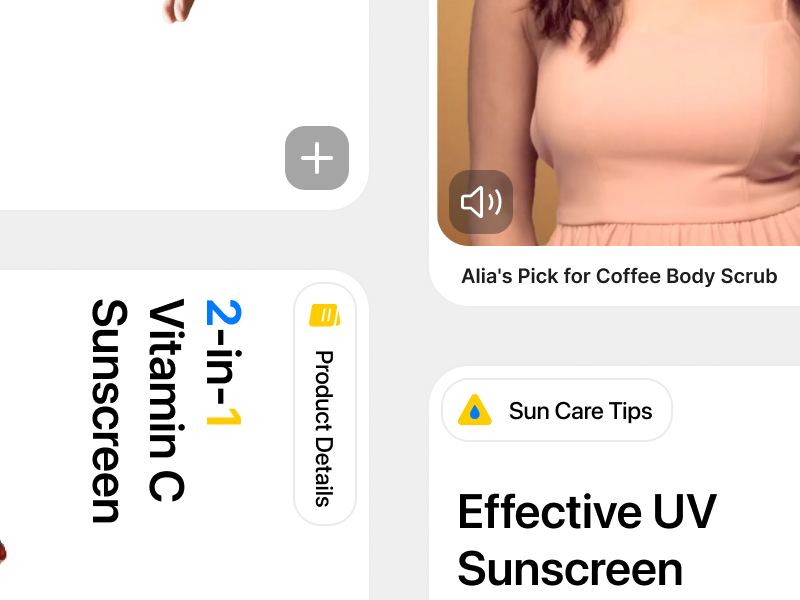 Alia's Pick for Coffee Body Scrub
Product Details
2-in-1
Vitamin C
Sunscreen
Sun Care Tips
Effective UV
Sunscreen